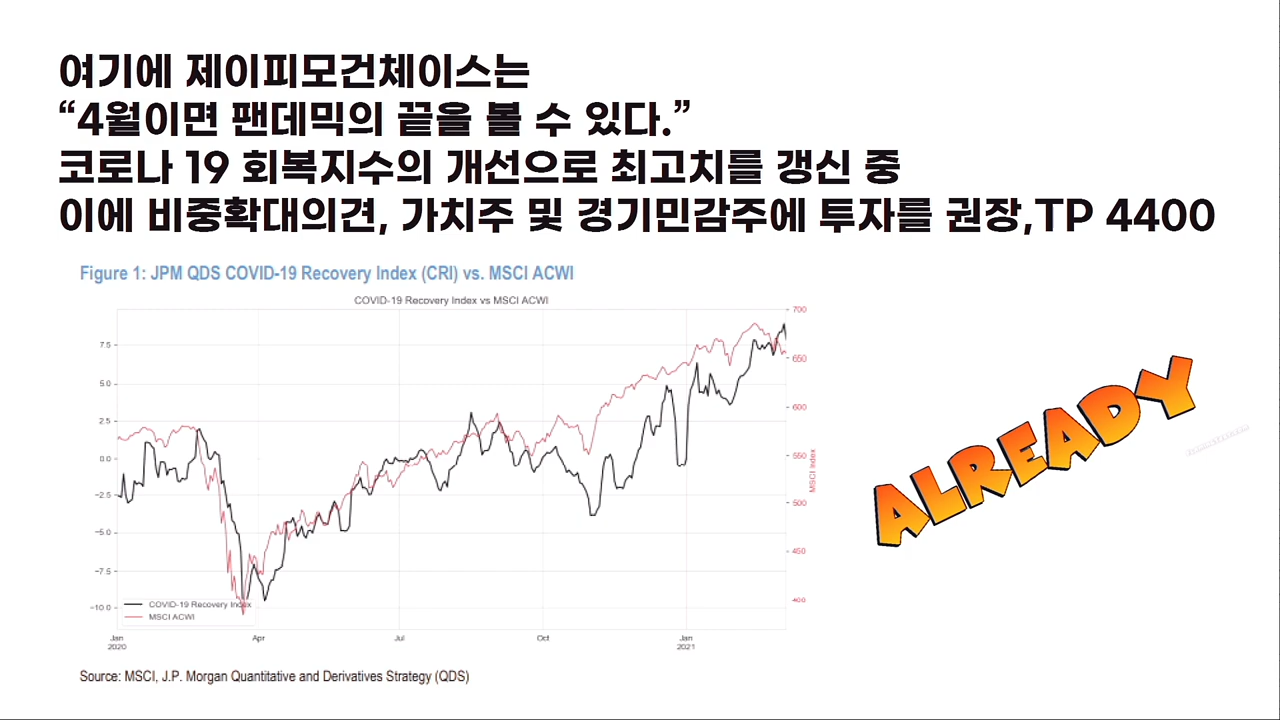 여기에 제이피모건체이스는
“4월이면 팬데믹의 끝을 볼 수 있다.”
코로나 19 회복지수의 개선으로 최고치를 갱신 중
이에 비중확대의견, 가치주 및 경기민감주에 투자를 권장,TP 4400
Figure 1: JPM QDS COVID-19 Recovery Index (CRI) vs. MSCI ACWI
COVID-19 Recovery Index vs MSCI ACWI
7.5
5.0
2.5
0.0
−2.5
−5.0
−7.5
−10.0
700
650
600
550
500
450
400
MSCI Index
COVID-19 Recovery Index
MSCI ACWI
Jan
2020
Apr
Jul
Oct
Jan
2021
ALREADY
Source: MSCI, J.P. Morgan Quantitative and Derivatives Strategy (QDS)